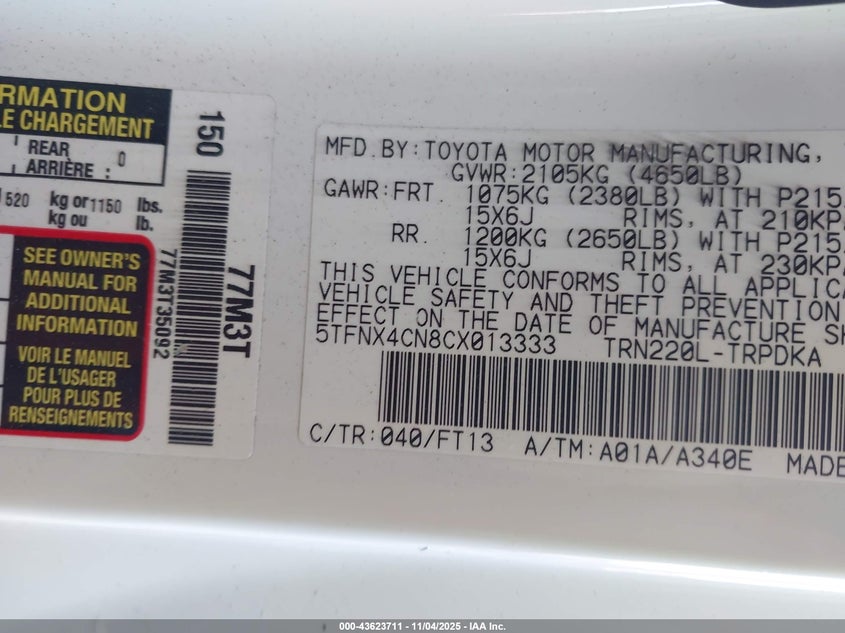 RMATION
LE CHARGEMENT
REAR
ARRIÈRE : 0
520 kg or 1150 lbs.
kg ou lb.
SEE OWNER'S
MANUAL FOR
ADDITIONAL
INFORMATION
VOIR LE MANUEL
DE L'USAGER
POUR PLUS DE
RENSEIGNEMENTS
150
77M3T
77M3T35092
MFD.BY:TOYOTA MOTOR MANUFACTURING,
GVWR:2105KG (4650LB)
GAWR:FRT. 1075KG (2380LB) WITH P215
15X6J RIMS, AT 210KP
RR. 1200KG (2650LB) WITH P215
15X6J RIMS, AT 230KP
THIS VEHICLE CONFORMS TO ALL APPLICA
VEHICLE SAFETY AND THEFT PREVENTION
EFFECT ON THE DATE OF MANUFACTURE SH
5TFNX4CN8CX013333 TRN220L-TRPDKA
C/TR:040/FT13 A/TM:A01A/A340E MADE
000-43623711 - 11/04/2025 - IAA Inc.